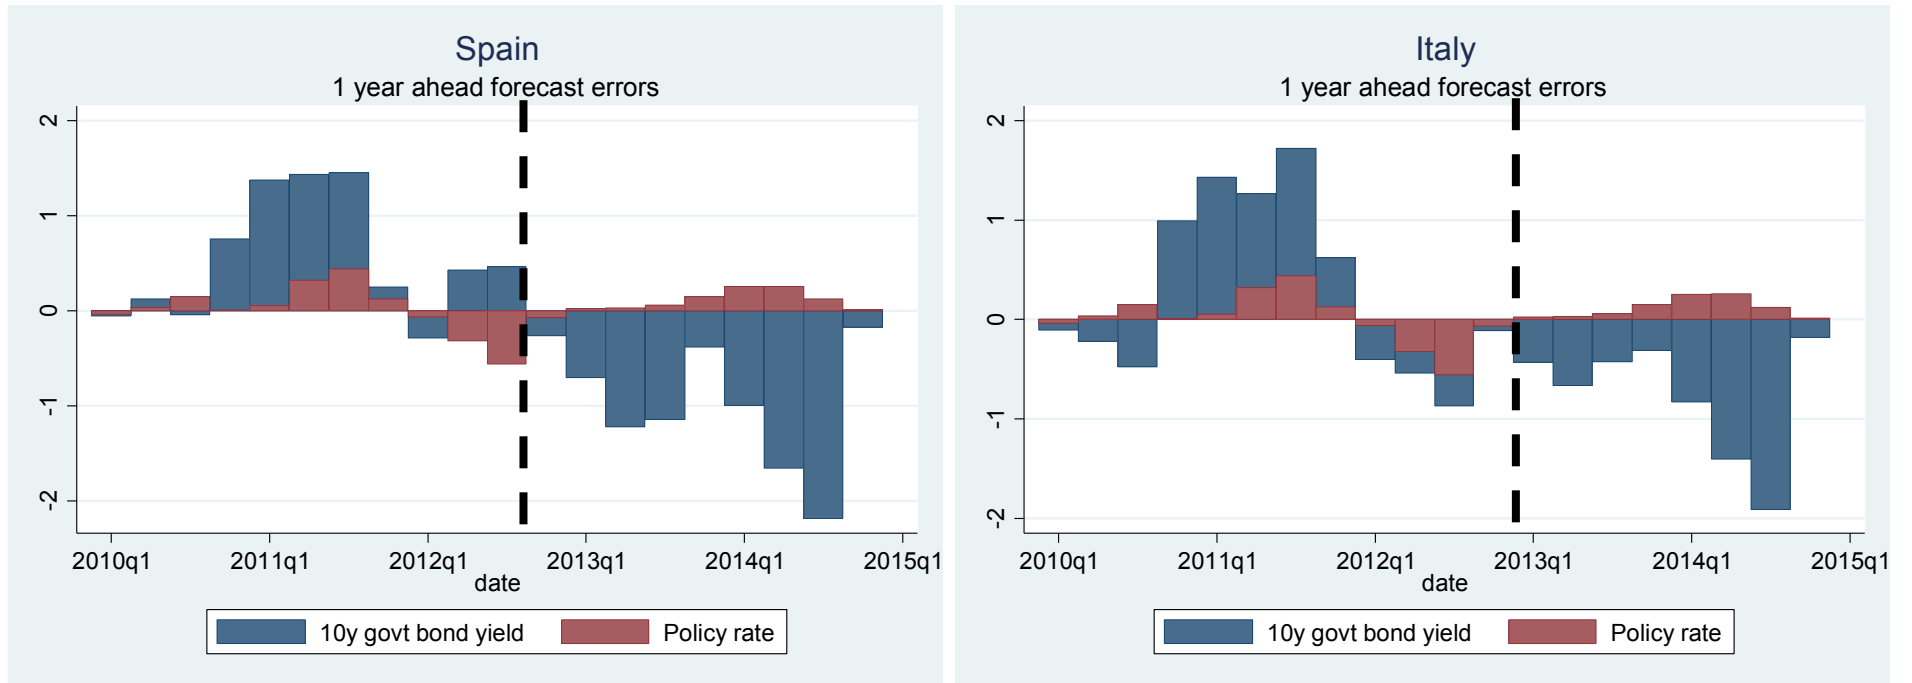 Spain
1 year ahead forecast errors
2
1
0
-1
-2
2010q1 2011q1 2012q1 2013q1 2014q1 2015q1
date
10y govt bond yield Policy rate
Italy
1 year ahead forecast errors
2
1
0
-1
-2
2010q1 2011q1 2012q1 2013q1 2014q1 2015q1
date
10y govt bond yield Policy rate